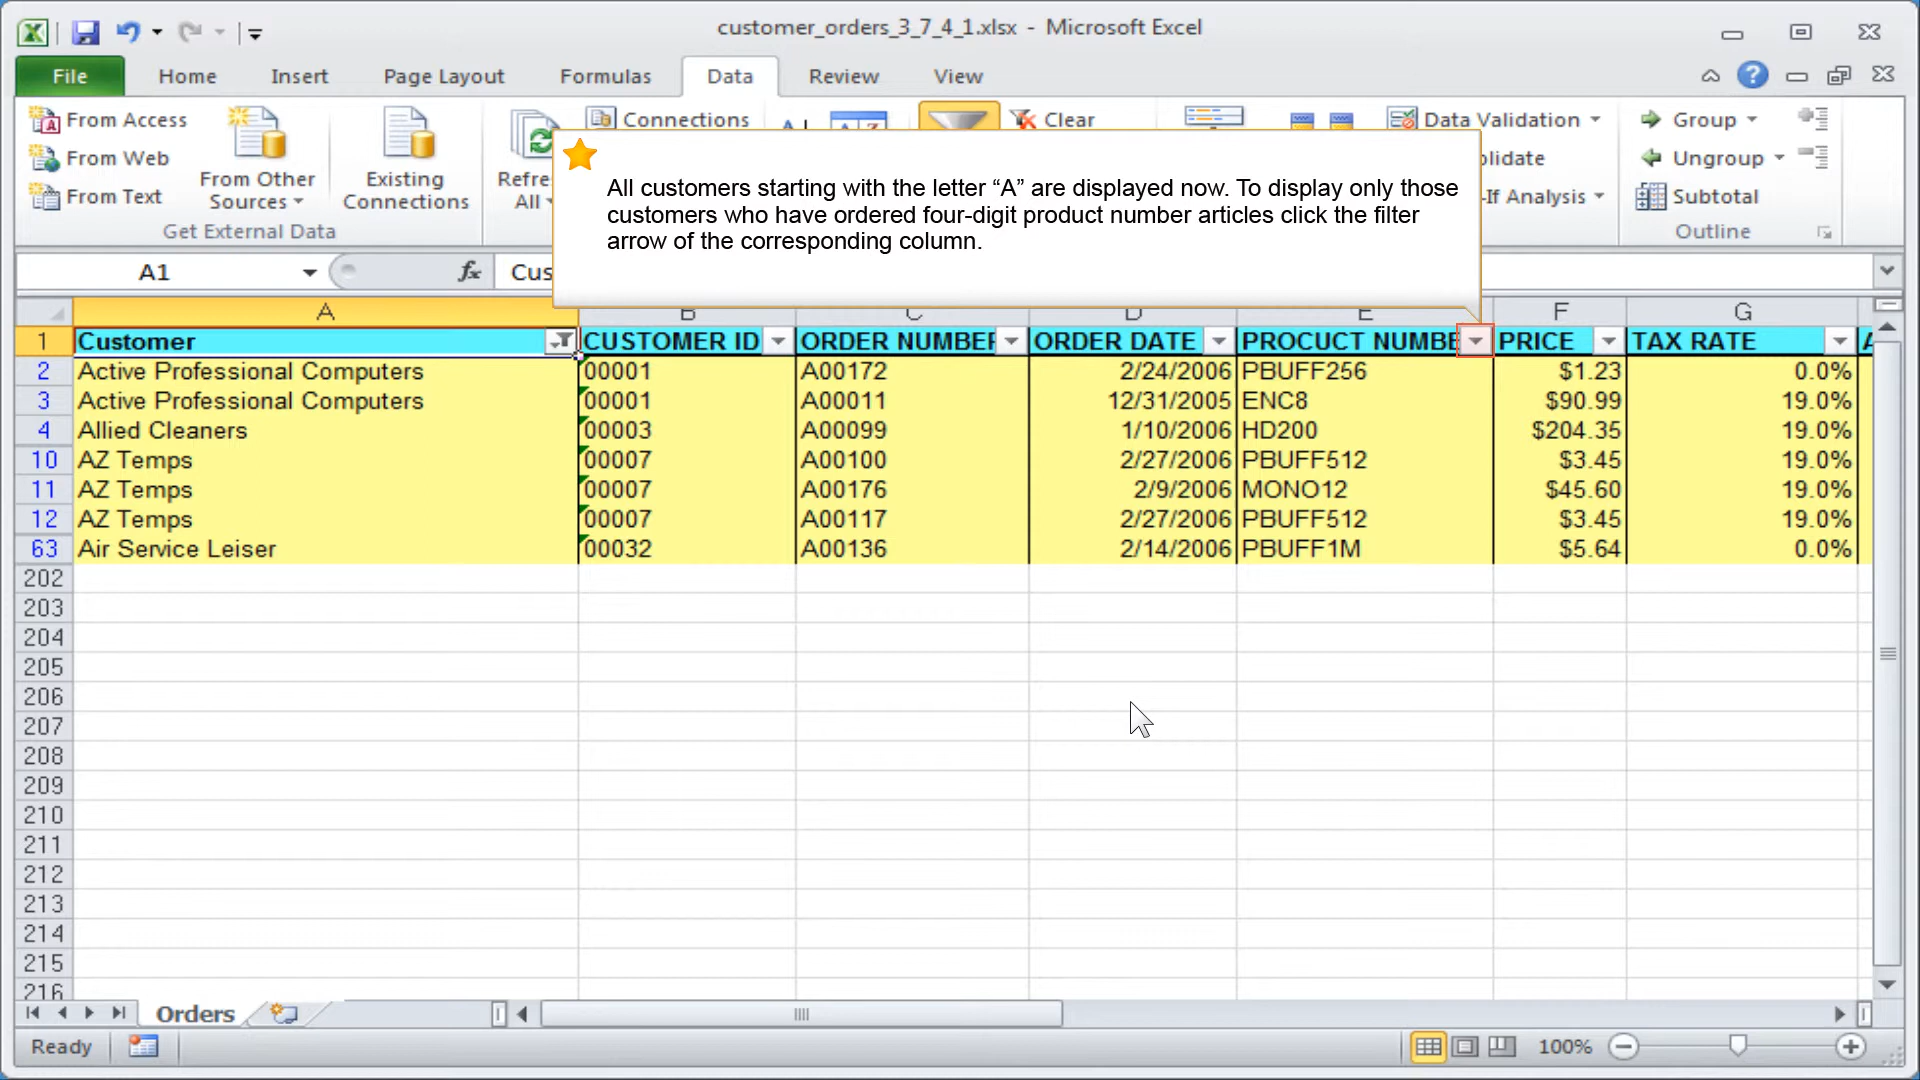 customer_orders_3_7_4_1.xlsx - Microsoft Excel
File Home Insert Page Layout Formulas Data Review View
From Access
From Web
From Text
From Other Sources
Existing Connections
Get External Data
Connections
Clear
Data Validation
Group
Ungroup
Subtotal
Outline
All customers starting with the letter “A” are displayed now. To display only those
customers who have ordered four-digit product number articles click the filter
arrow of the corresponding column.
-If Analysis
A1 fx Cus
A B C D E F G
1 Customer CUSTOMER ID ORDER NUMBER ORDER DATE PROCUCT NUMBE PRICE TAX RATE
2 Active Professional Computers 00001 A00172 2/24/2006 PBUFF256 $1.23 0.0%
3 Active Professional Computers 00001 A00011 12/31/2005 ENC8 $90.99 19.0%
4 Allied Cleaners 00003 A00099 1/10/2006 HD200 $204.35 19.0%
10 AZ Temps 00007 A00100 2/27/2006 PBUFF512 $3.45 19.0%
11 AZ Temps 00007 A00176 2/9/2006 MONO12 $45.60 19.0%
12 AZ Temps 00007 A00117 2/27/2006 PBUFF512 $3.45 19.0%
63 Air Service Leiser 00032 A00136 2/14/2006 PBUFF1M $5.64 0.0%
202
203
204
205
206
207
208
209
210
211
212
213
214
215
216
Orders
Ready 100%